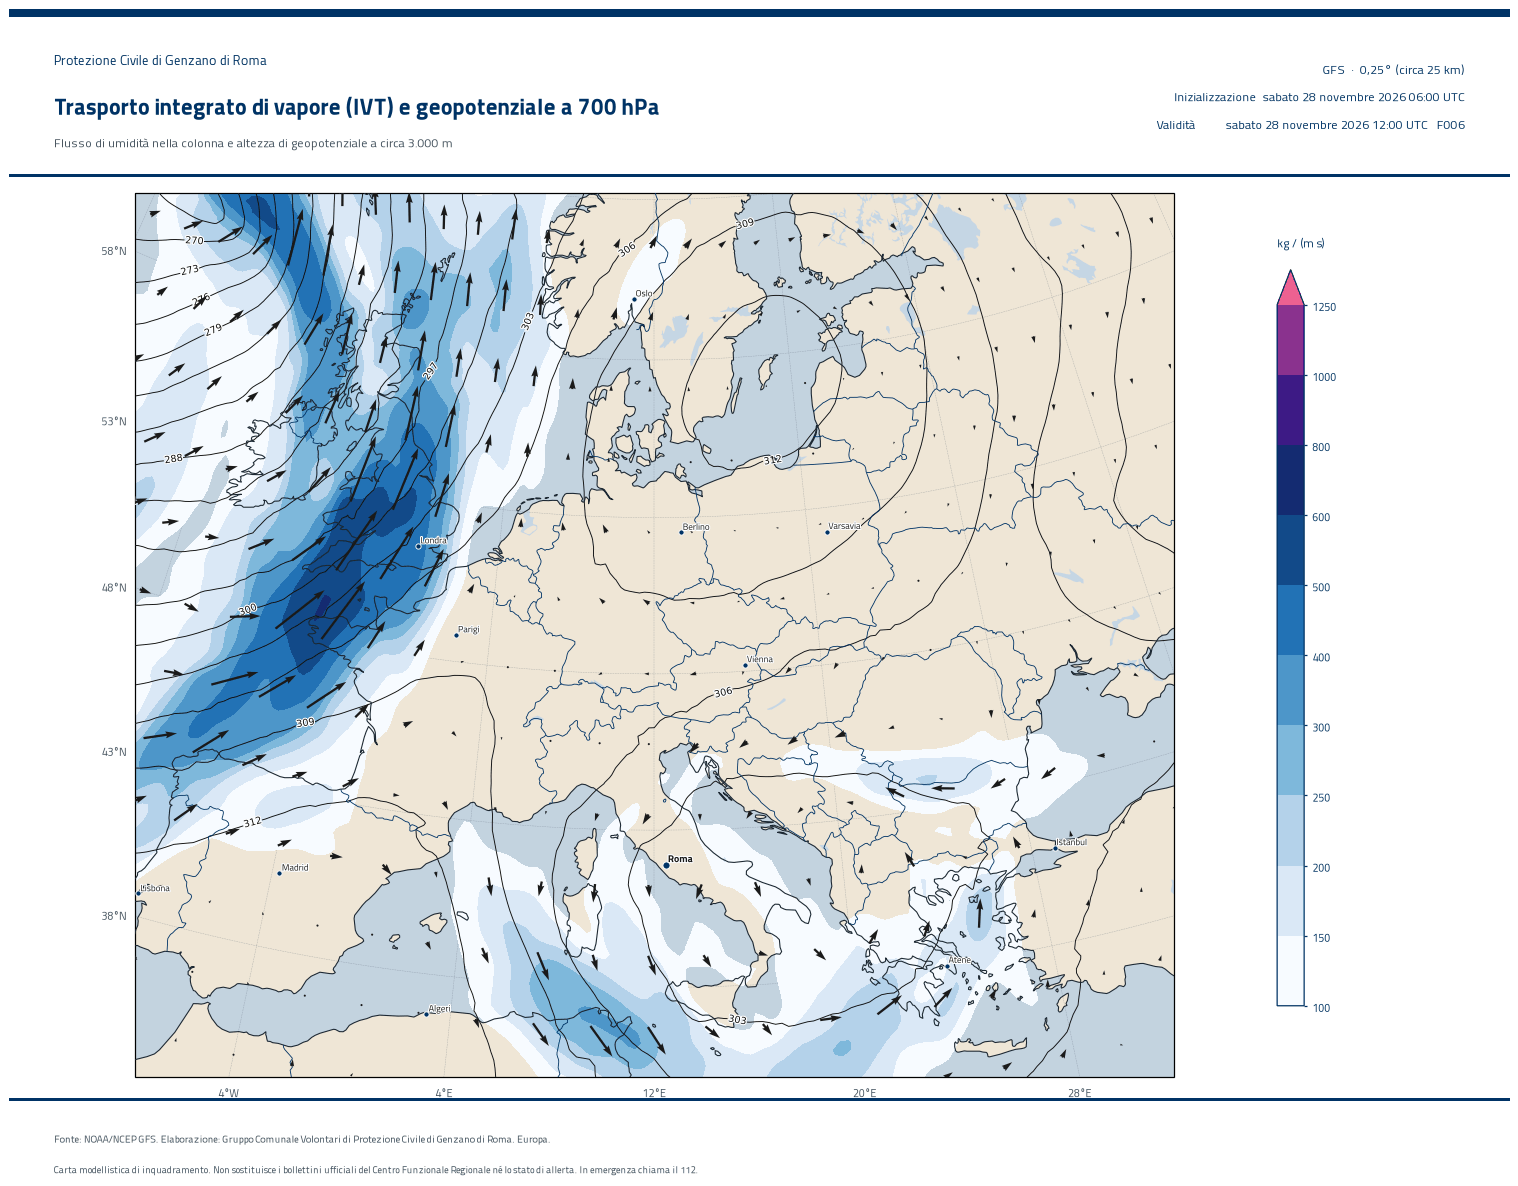 Protezione Civile di Genzano di Roma
Trasporto integrato di vapore (IVT) e geopotenziale a 700 hPa
Flusso di umidità nella colonna e altezza di geopotenziale a circa 3.000 m
GFS · 0,25° (circa 25 km)
Inizializzazione sabato 28 novembre 2026 06:00 UTC
Validità sabato 28 novembre 2026 12:00 UTC F006
kg / (m s)
1250
1000
800
600
500
400
300
250
200
150
100
58°N
53°N
48°N
43°N
38°N
4°W
4°E
12°E
20°E
28°E
270
273
276
279
288
297
300
303
306
309
309
312
306
312
303
Oslo
Berlino
Varsavia
Londra
Parigi
Vienna
Roma
Madrid
Lisbona
Algeri
Istanbul
Atene
Fonte: NOAA/NCEP GFS. Elaborazione: Gruppo Comunale Volontari di Protezione Civile di Genzano di Roma. Europa.
Carta modellistica di inquadramento. Non sostituisce i bollettini ufficiali del Centro Funzionale Regionale né lo stato di allerta. In emergenza chiama il 112.